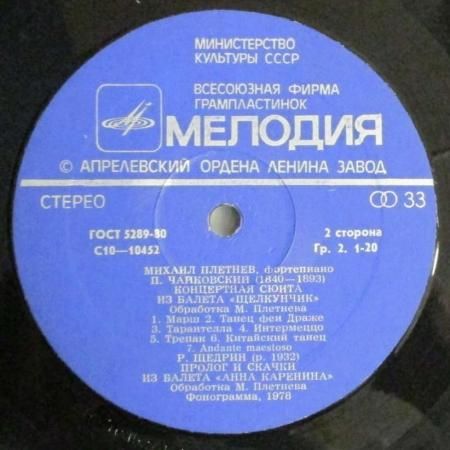 МИНИСТЕРСТВО
КУЛЬТУРЫ СССР
ВСЕСОЮЗНАЯ ФИРМА
ГРАМПЛАСТИНОК
МЕЛОДИЯ
© АПРЕЛЕВСКИЙ ОРДЕНА ЛЕНИНА ЗАВОД
СТЕРЕО 33
ГОСТ 5289-80 2 сторона
С10—10452 Гр. 2. 1-20
МИХАИЛ ПЛЕТНЕВ, фортепиано
П. ЧАЙКОВСКИЙ (1840—1893)
КОНЦЕРТНАЯ СЮИТА
ИЗ БАЛЕТА «ЩЕЛКУНЧИК»
Обработка М. Плетнева
1. Марш 2. Танец феи Драже
3. Тарантелла 4. Интермеццо
5. Трепак 6. Китайский танец
7. Andante maestoso
Р. ЩЕДРИН (р. 1932)
ПРОЛОГ И СКАЧКИ
ИЗ БАЛЕТА «АННА КАРЕНИНА»
Обработка М. Плетнева
Фонограмма, 1978